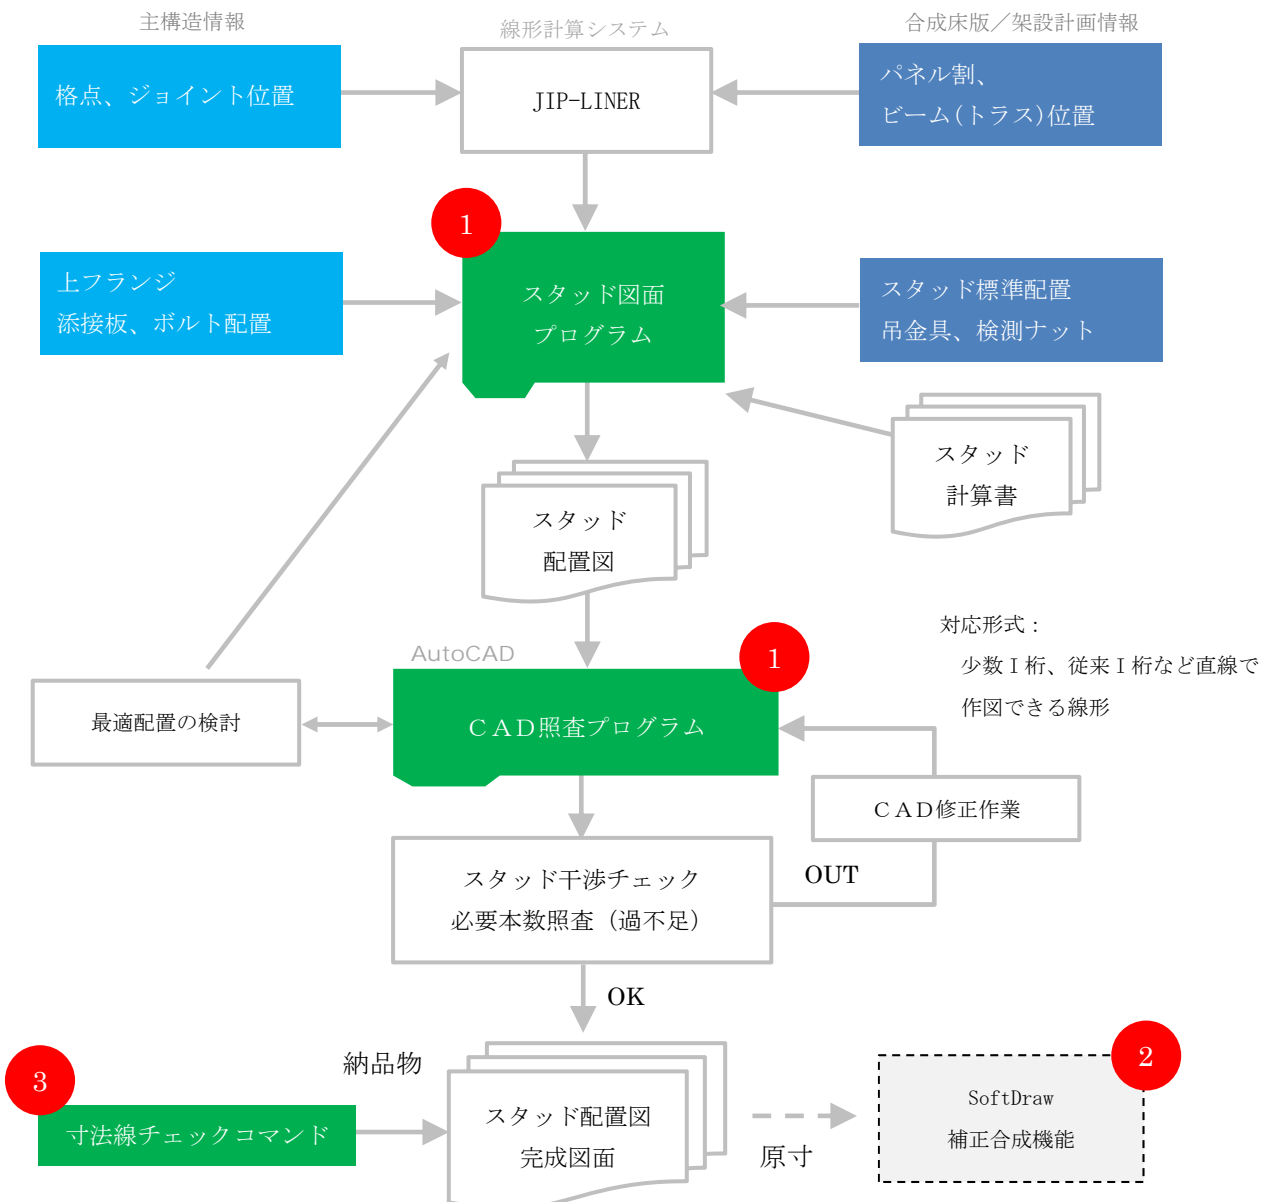 主構造情報
線形計算システム
合成床版／架設計画情報
格点、ジョイント位置
JIP-LINER
パネル割、
ビーム(トラス)位置
1
上フランジ
添接板、ボルト配置
スタッド図面
プログラム
スタッド標準配置
吊金具、検測ナット
スタッド
計算書
スタッド
配置図
対応形式：
少数Ｉ桁、従来Ｉ桁など直線で
作図できる線形
AutoCAD
1
最適配置の検討
ＣＡＤ照査プログラム
ＣＡＤ修正作業
スタッド干渉チェック
必要本数照査（過不足）
OUT
OK
納品物
3
寸法線チェックコマンド
スタッド配置図
完成図面
原寸
2
SoftDraw
補正合成機能